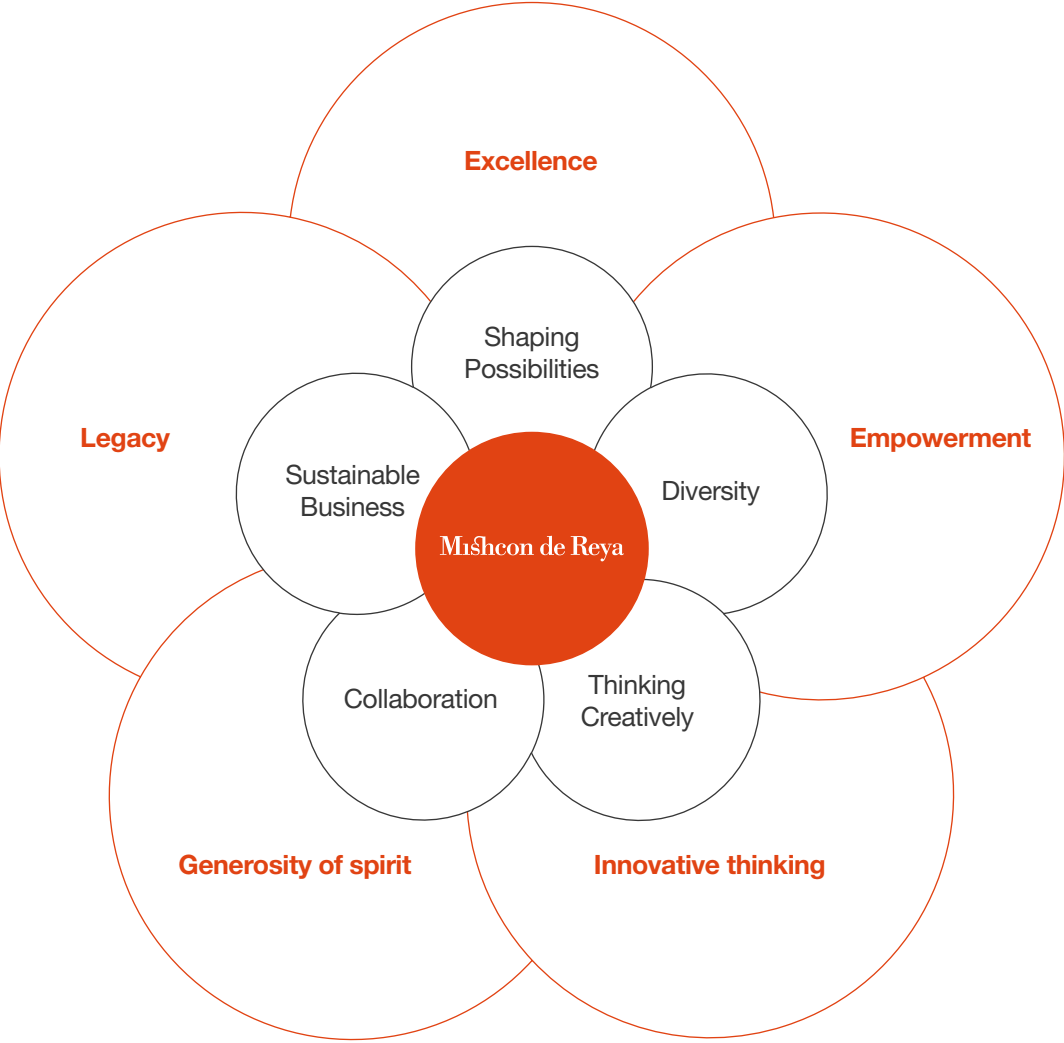 Excellence
Shaping
Possibilities
Legacy
Empowerment
Sustainable
Business
Diversity
Mishcon de Reya
Collaboration
Thinking
Creatively
Generosity of spirit
Innovative thinking